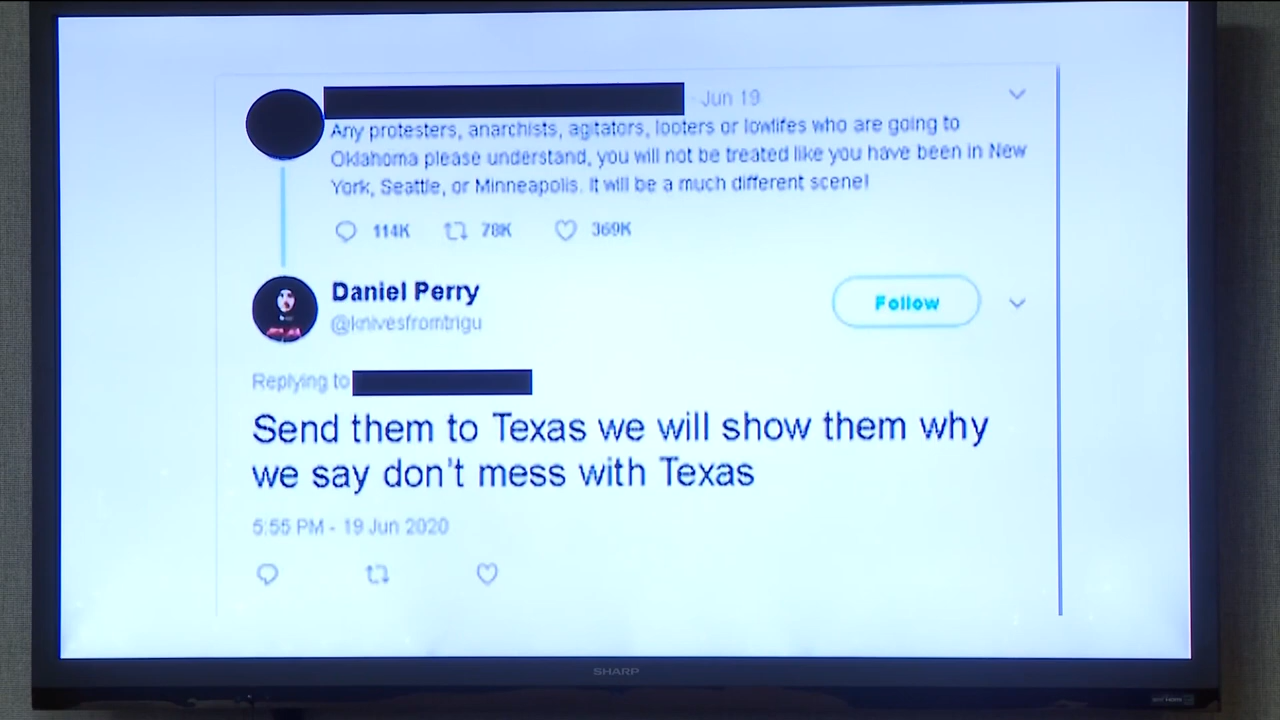 Jun 19
Any protesters, anarchists, agitators, looters or lowlifes who are going to
Oklahoma please understand, you will not be treated like you have been in New
York, Seattle, or Minneapolis. It will be a much different scene!
114K 78K 369K
Daniel Perry
Follow
@knivesfromtrigu
Replying to
Send them to Texas we will show them why
we say don't mess with Texas
5:55 PM - 19 Jun 2020
SHARP